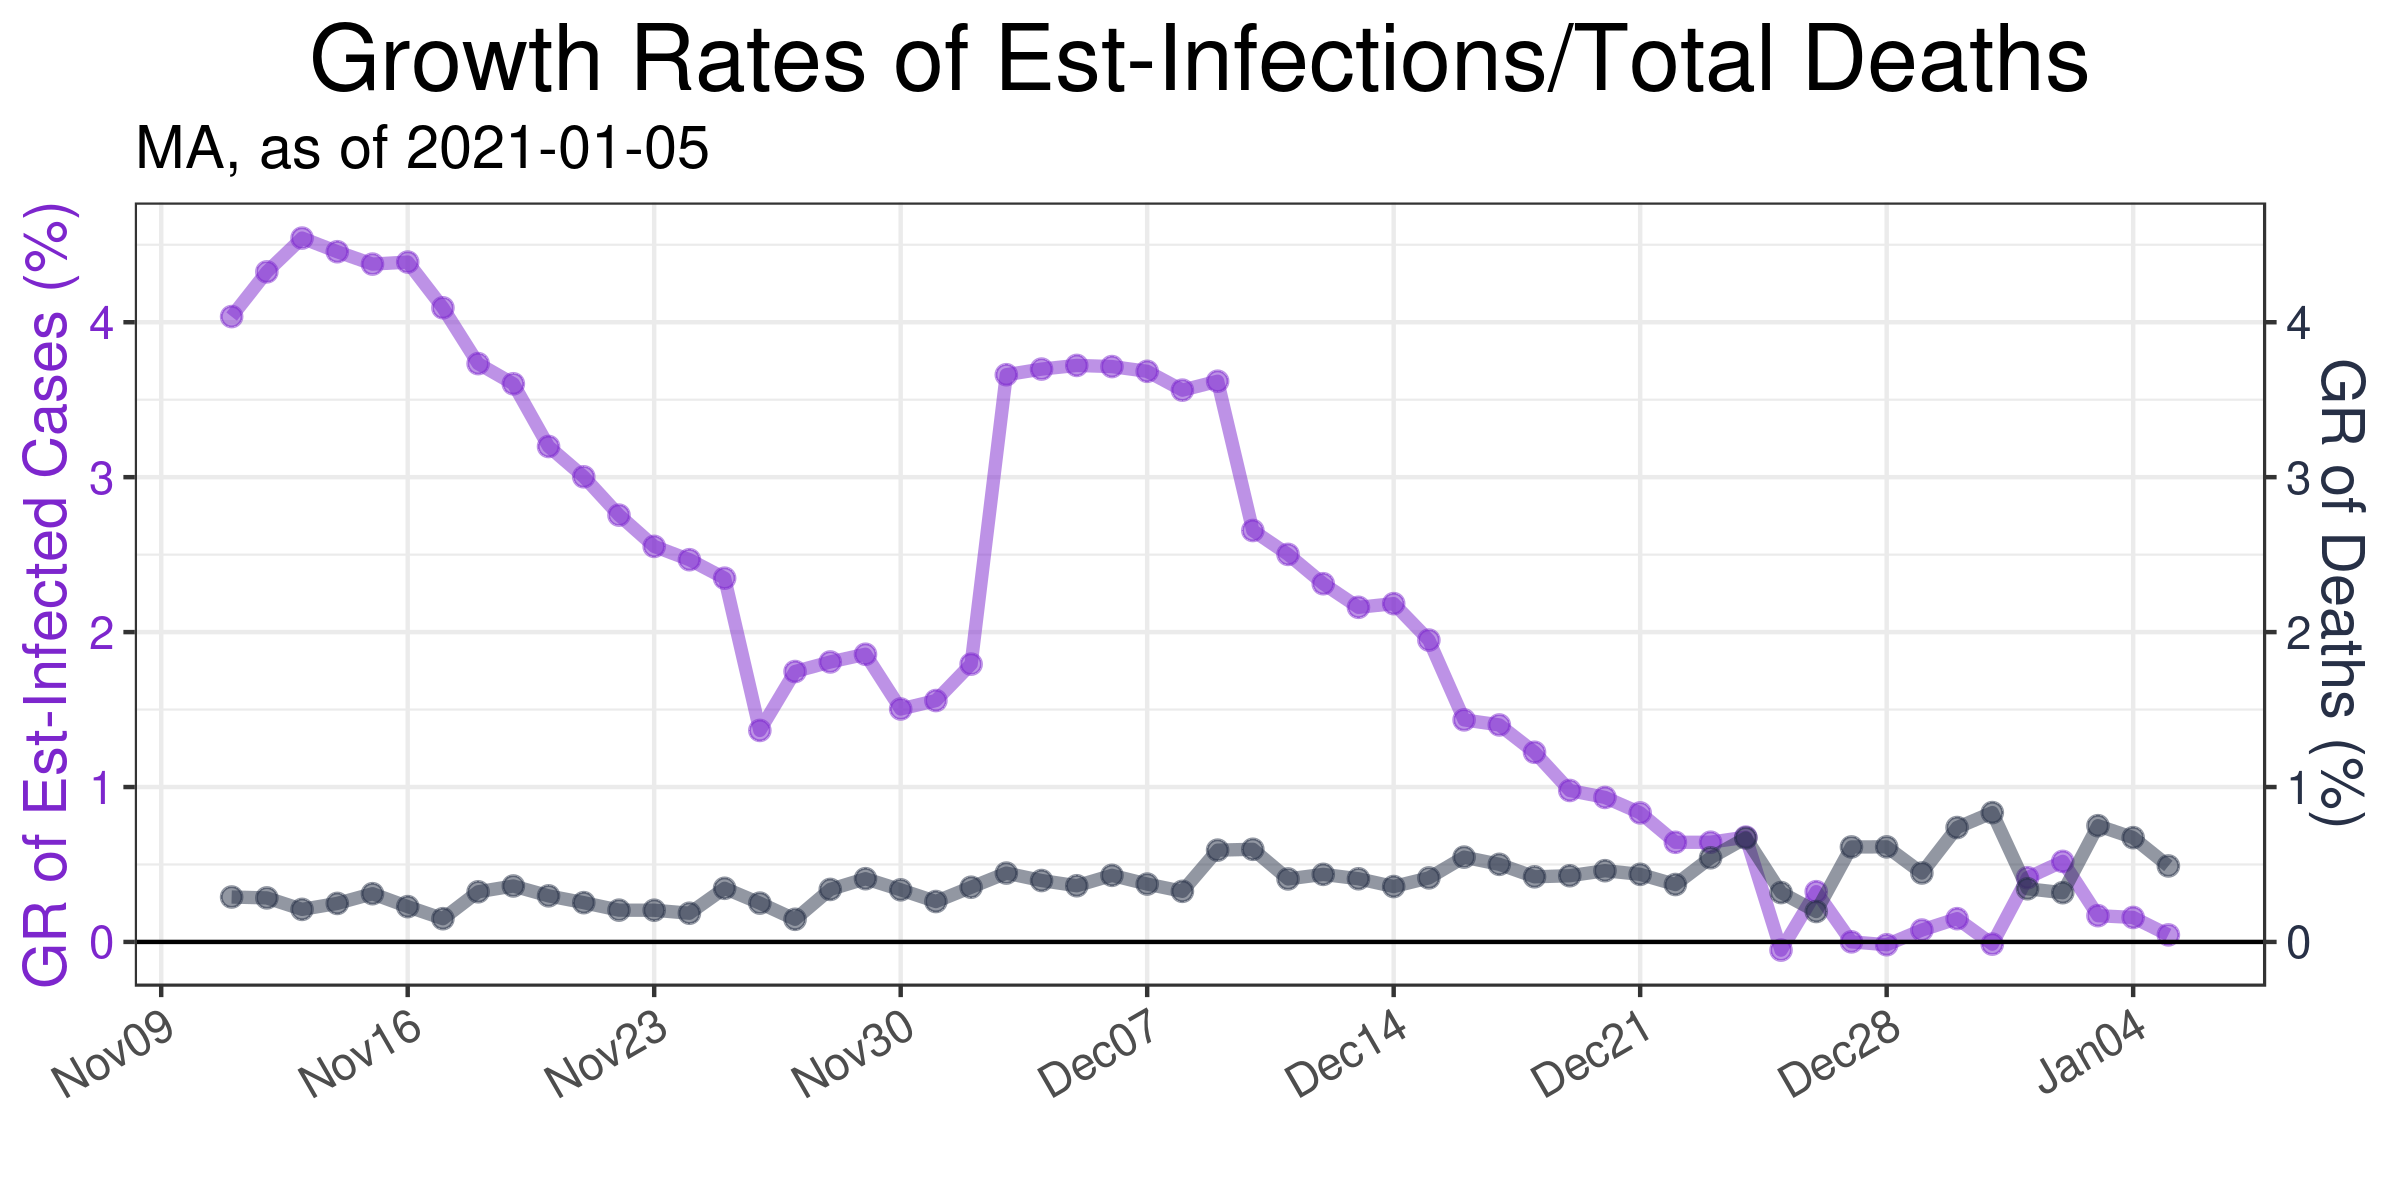 Growth Rates of Est-Infections/Total Deaths
MA, as of 2021-01-05
GR of Est-Infected Cases (%)
4
3
2
1
0
4
3
2
1
0
GR of Deaths (%)
Nov09
Nov16
Nov23
Nov30
Dec07
Dec14
Dec21
Dec28
Jan04